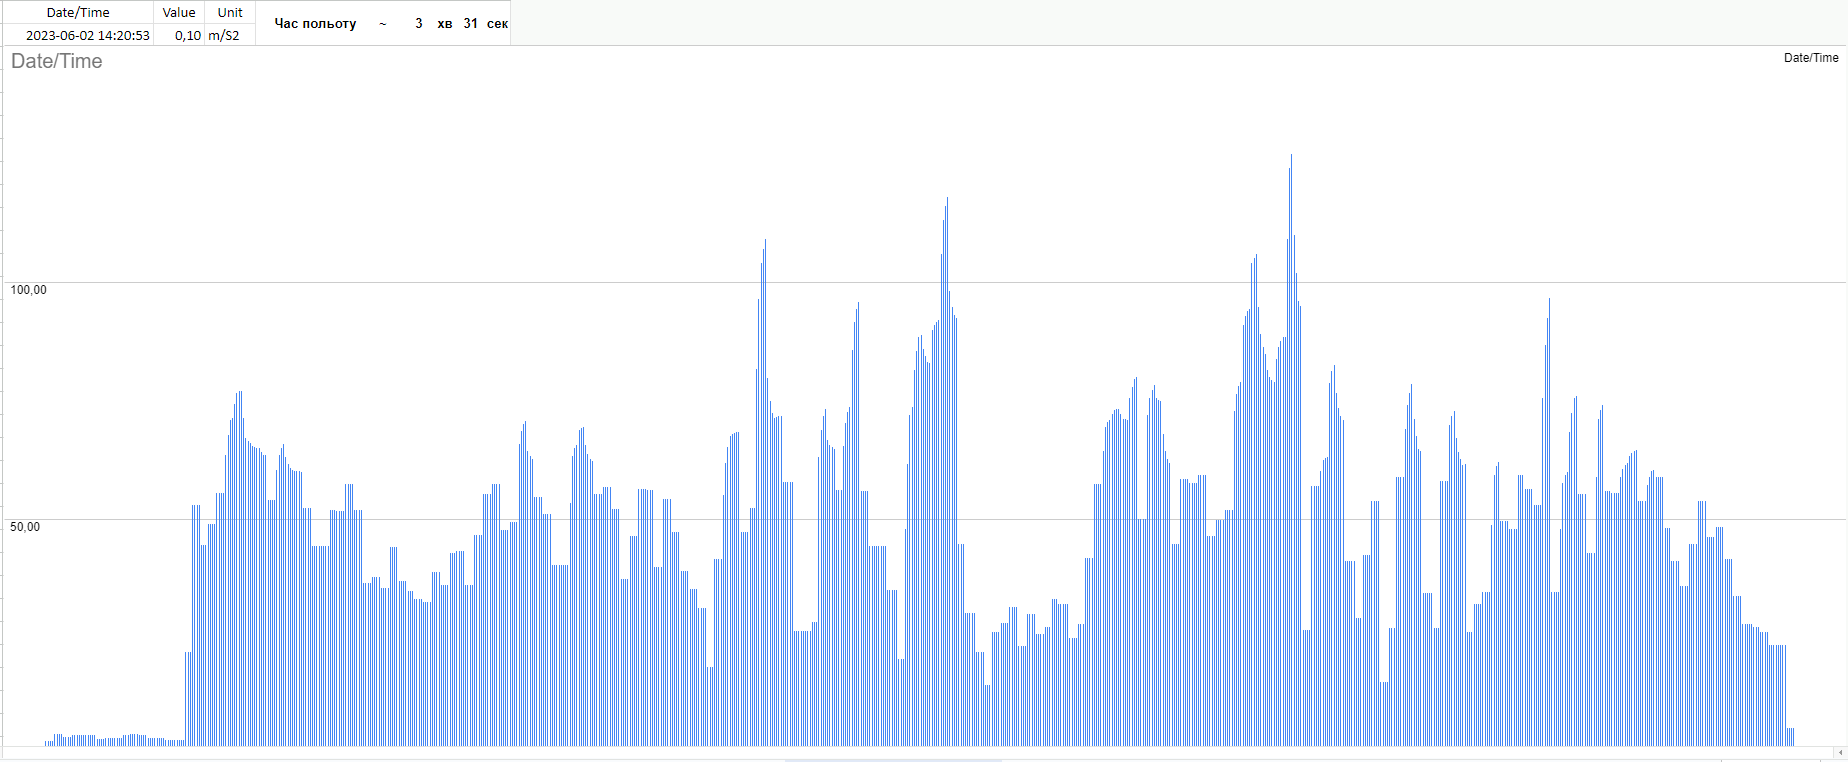 Date/Time Value Unit
2023-06-02 14:20:53 0,10 m/S2
Час польоту ~ 3 хв 31 сек
Date/Time
Date/Time
100,00
50,00